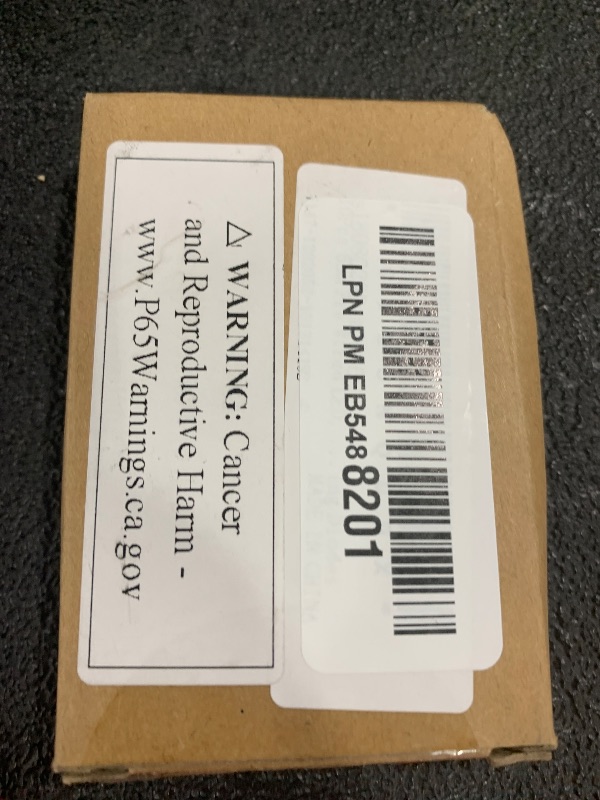 ⚠ WARNING: Cancer
and Reproductive Harm -
www.P65Warnings.ca.gov
LPN PM EB5488201